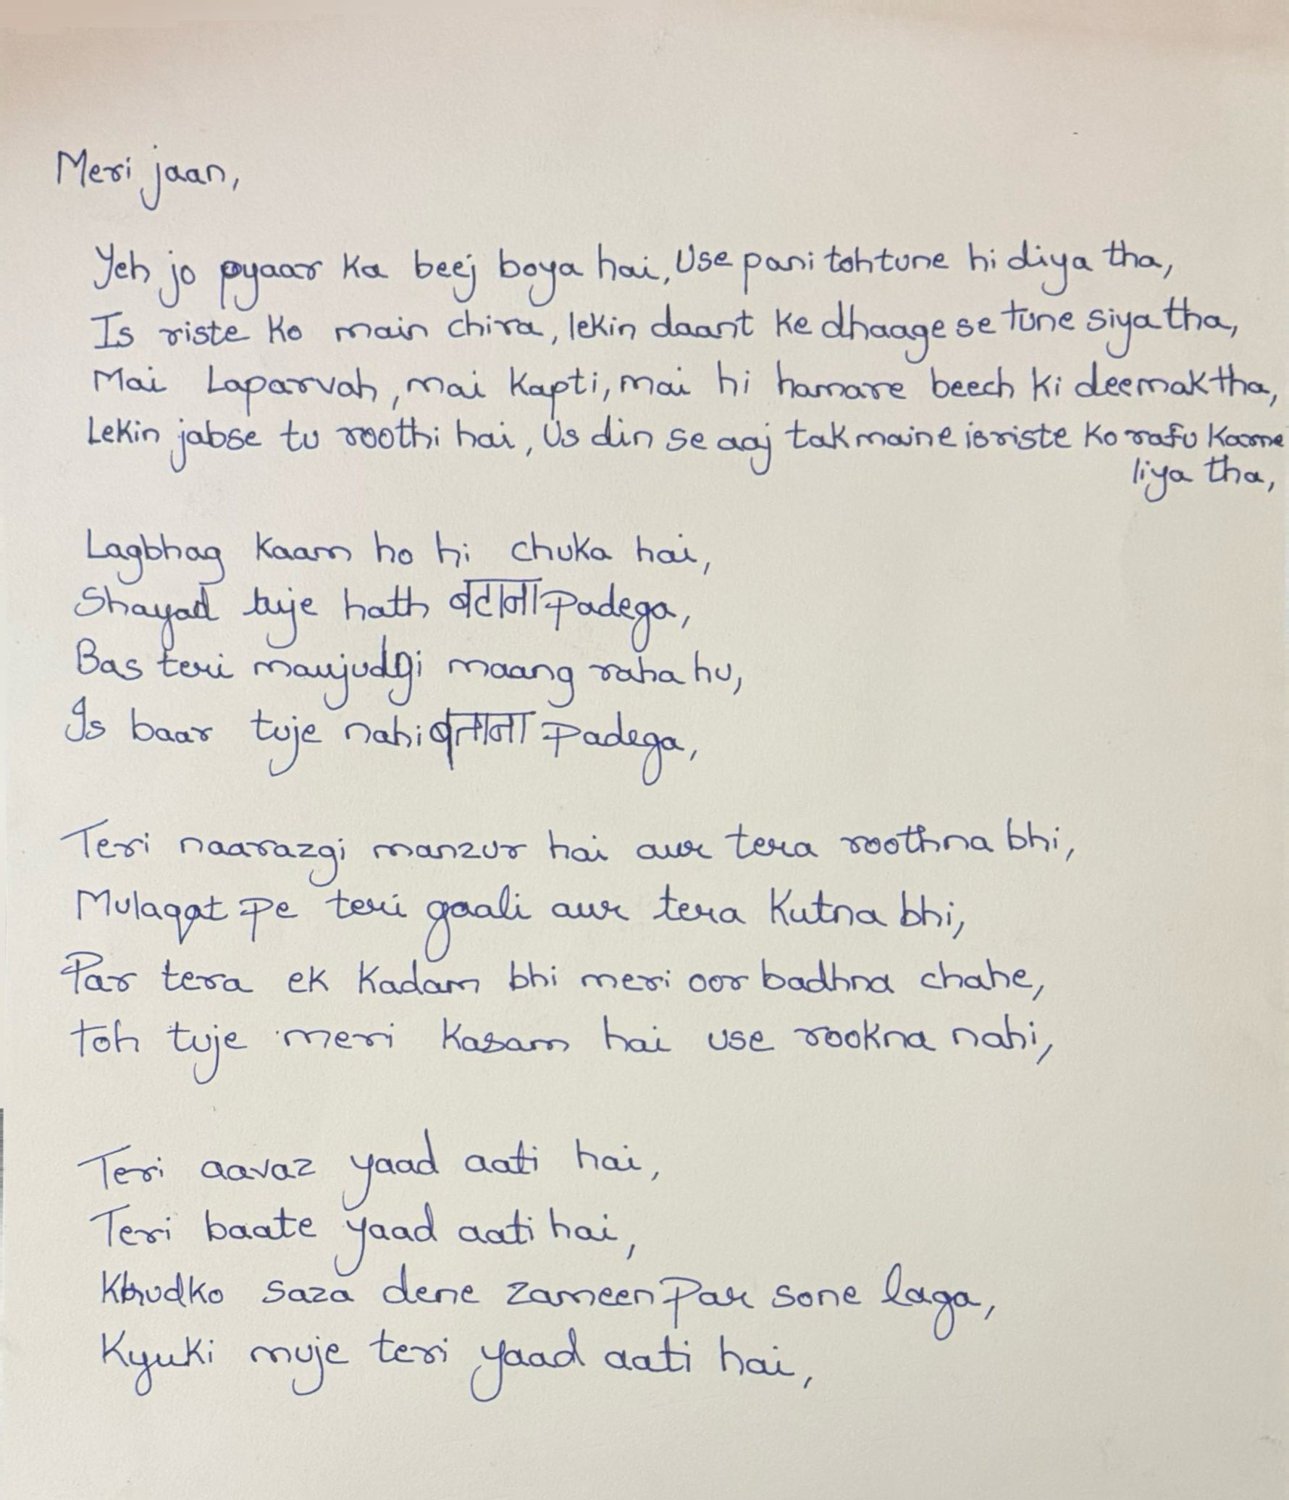 Meri jaan,
Yeh jo pyaar ka beej boya hai, Use pani toh tune hi diya tha,
Is riste ko main chira, lekin daant ke dhaage se tune siya tha,
Mai Laparvah, mai kapti, mai hi hamare beech ki deemak tha,
Lekin jabse tu roothi hai, Us din se aaj tak maine is riste ko rafu karne
liya tha,
Lagbhag kaam ho hi chuka hai,
Shayad tuje hath बटाना padega,
Bas teri maujudgi maang raha hu,
Is baar tuje nahi बताना padega,
Teri naarazgi manzur hai aur tera roothna bhi,
Mulaqat pe teri gaali aur tera kutna bhi,
Par tera ek kadam bhi meri oor badhna chahe,
toh tuje meri kasam hai use rookna nahi,
Teri aavaz yaad aati hai,
Teri baate yaad aati hai,
Khudko saza dene zameen par sone laga,
Kyuki muje teri yaad aati hai,